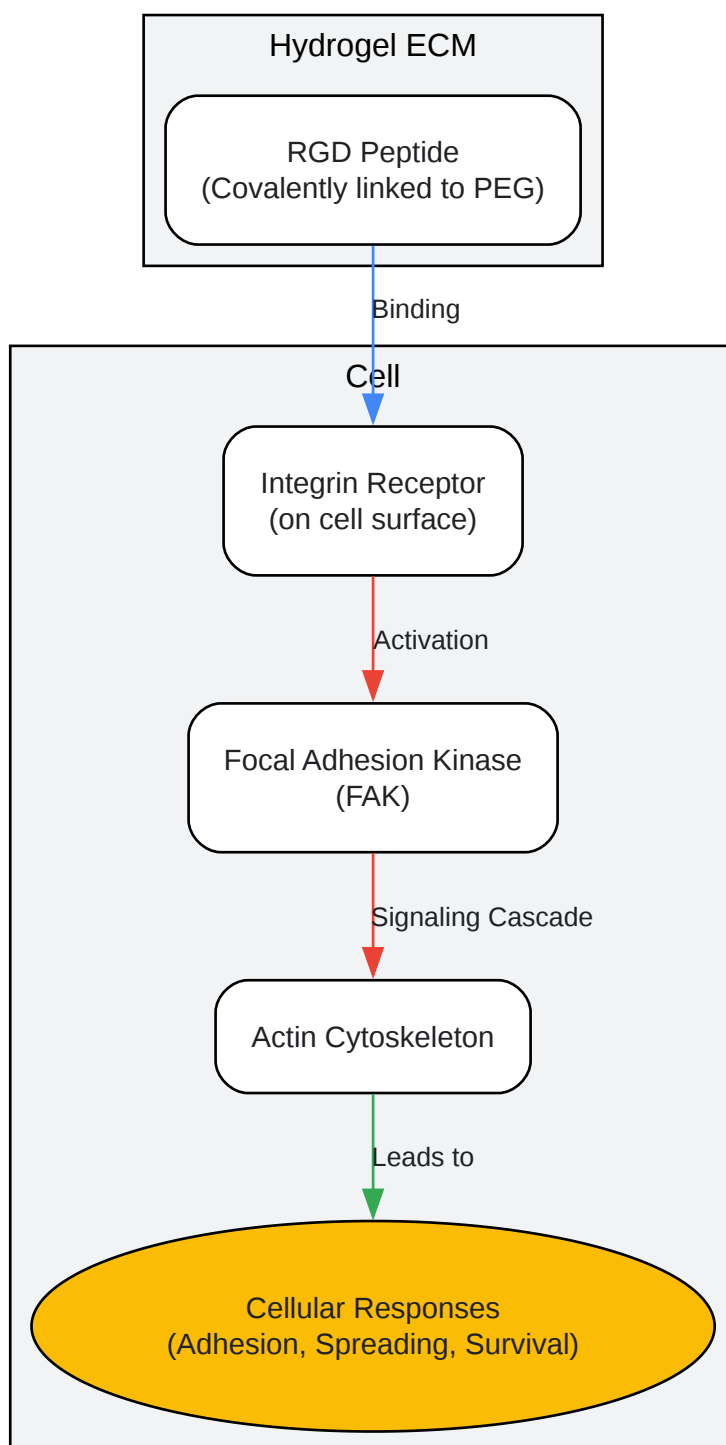 Hydrogel ECM
RGD Peptide
(Covalently linked to PEG)
Binding
Cell
Integrin Receptor
(on cell surface)
Activation
Focal Adhesion Kinase
(FAK)
Signaling Cascade
Actin Cytoskeleton
Leads to
Cellular Responses
(Adhesion, Spreading, Survival)